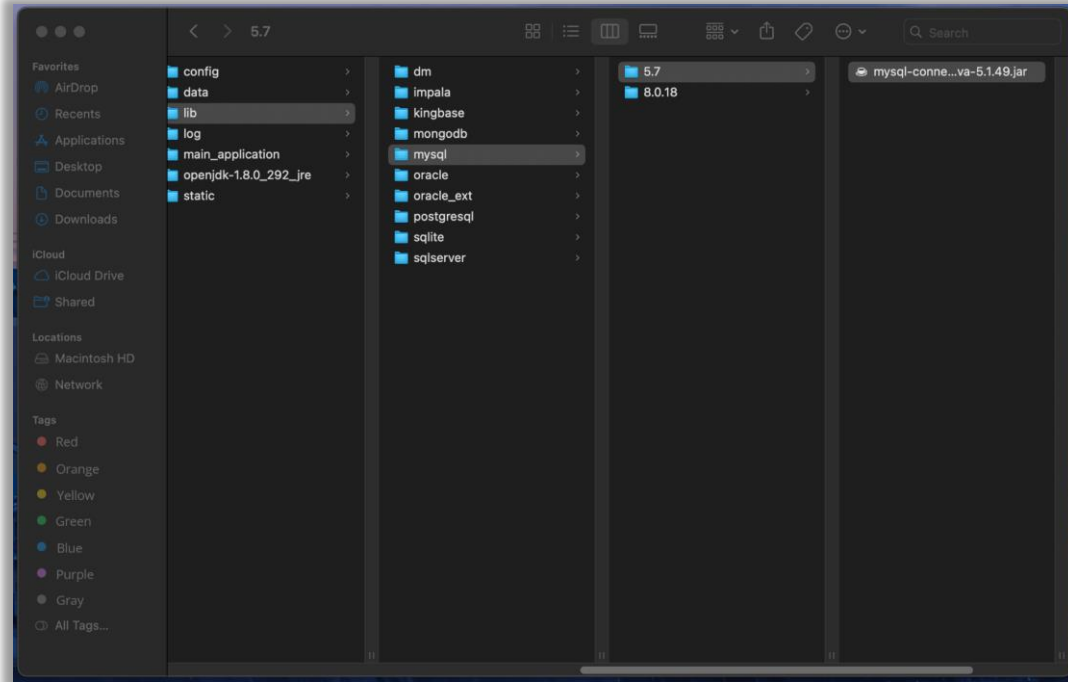 5.7
Search
Favorites
AirDrop
Recents
Applications
Desktop
Documents
Downloads
iCloud
iCloud Drive
Shared
Locations
Macintosh HD
Network
Tags
Red
Orange
Yellow
Green
Blue
Purple
Gray
All Tags...
config
data
lib
log
main_application
openjdk-1.8.0_292_jre
static
dm
impala
kingbase
mongodb
mysql
oracle
oracle_ext
postgresql
sqlite
sqlserver
5.7
8.0.18
mysql-conne...va-5.1.49.jar